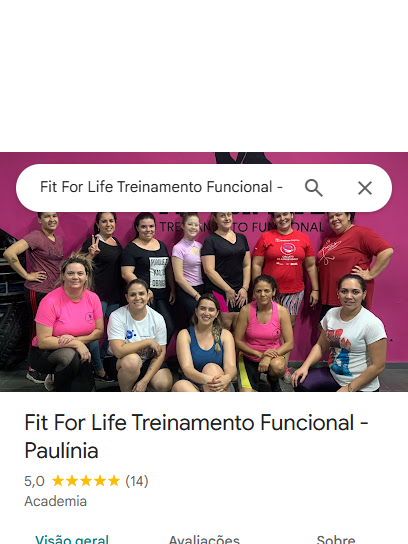 Fit For Life Treinamento Funcional -
TREINAMENTO FUNCIONAL
Fit For Life Treinamento Funcional -
Paulínia
5,0 ★★★★★ (14)
Academia
Visão geral Avaliações Sobre